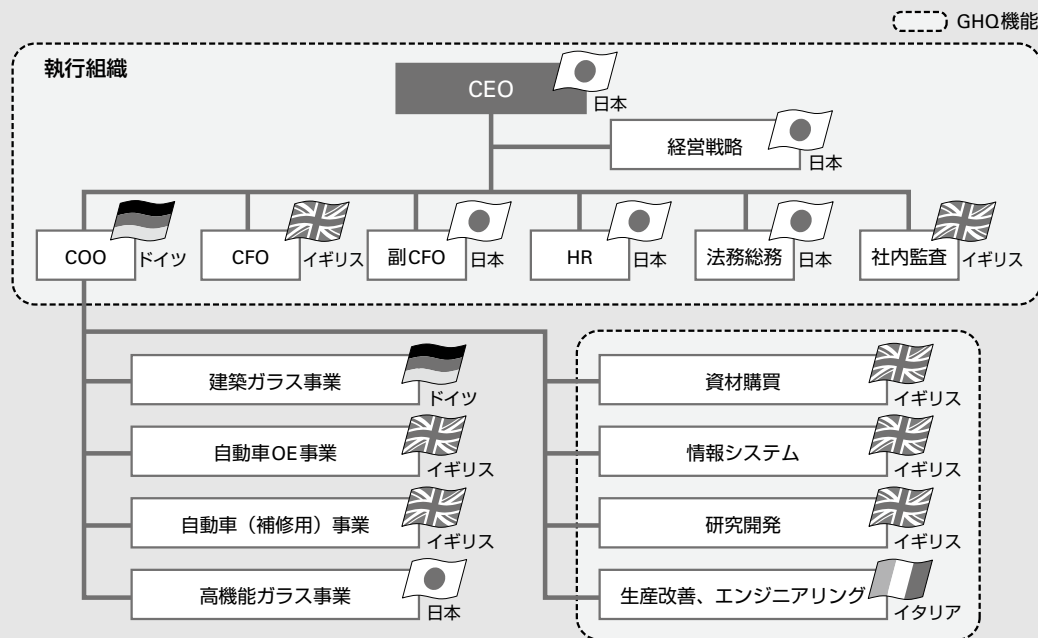 GHQ機能
執行組織
CEO
日本
経営戦略
日本
COO
ドイツ
CFO
イギリス
副CFO
日本
HR
日本
法務総務
日本
社内監査
イギリス
建築ガラス事業
ドイツ
自動車OE事業
イギリス
自動車（補修用）事業
イギリス
高機能ガラス事業
日本
資材購買
イギリス
情報システム
イギリス
研究開発
イギリス
生産改善、エンジニアリング
イタリア